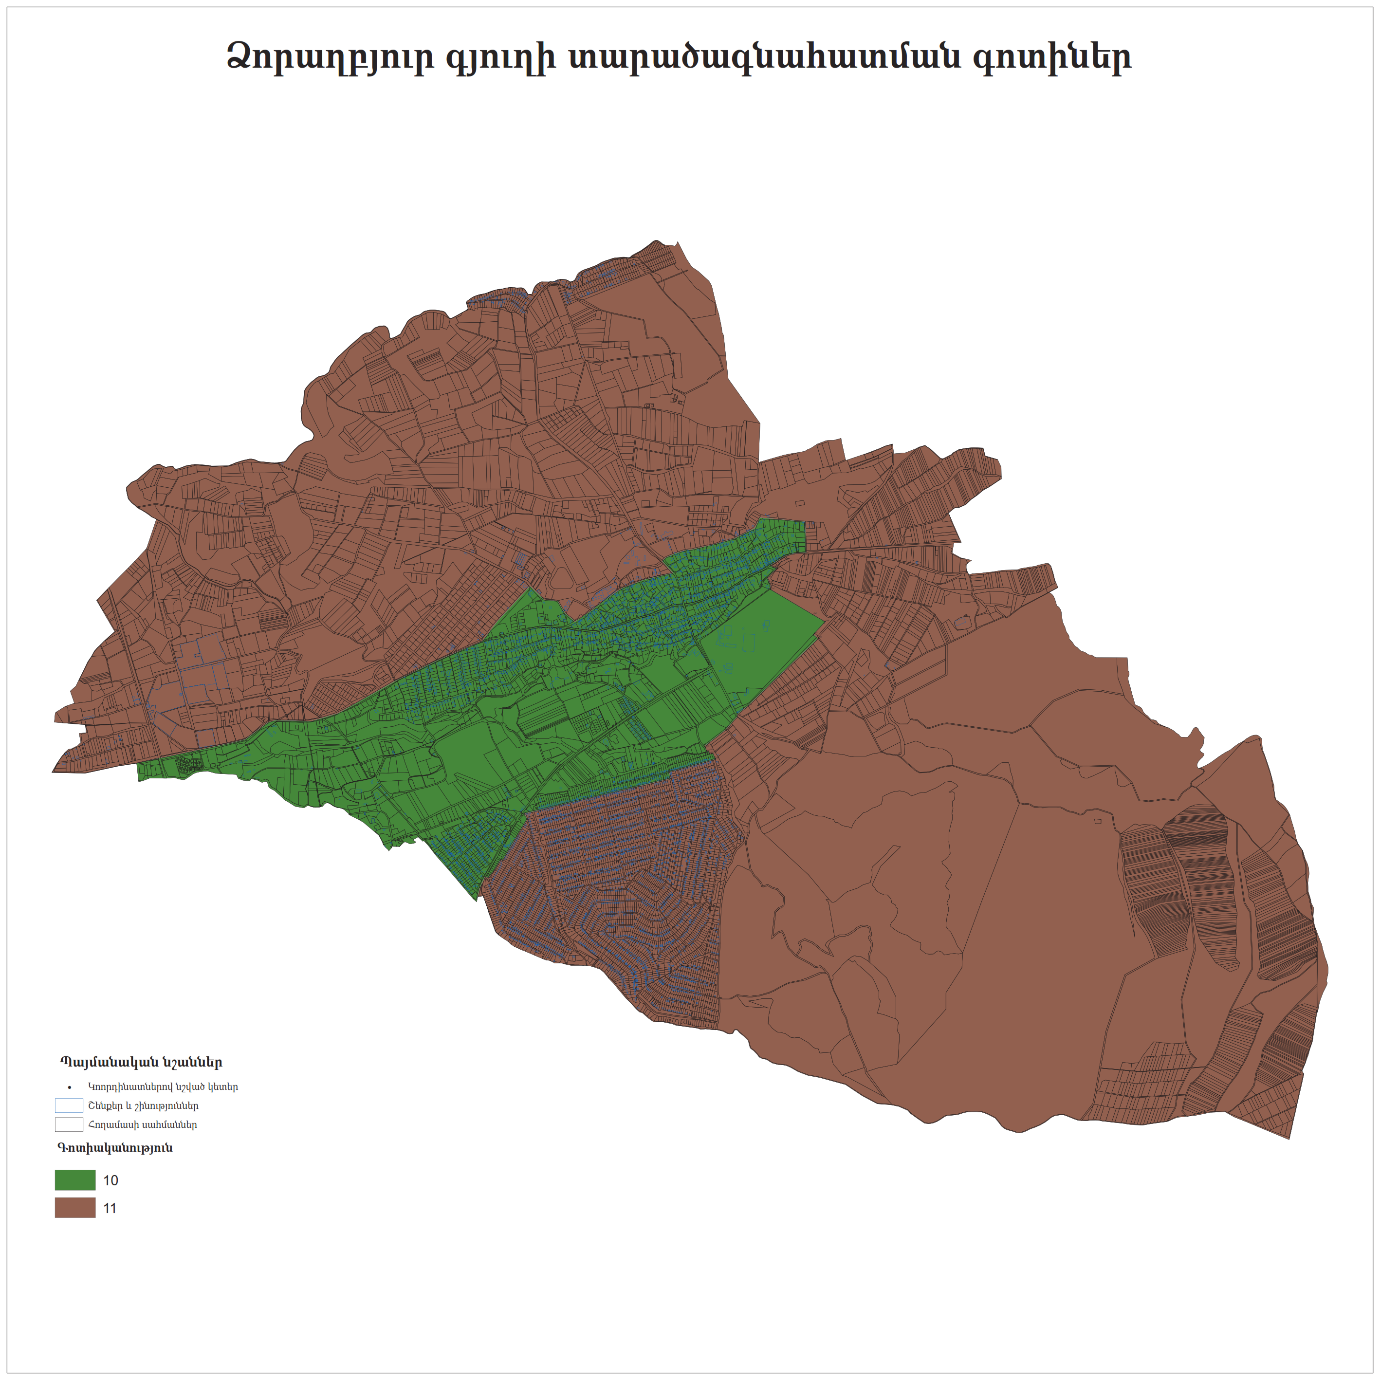 Ձորաղբյուր գյուղի տարածագնահատման գոտիներ
Պայմանական նշաններ
Կոորդինատներով նշված կետեր
Շենքեր և շինություններ
Հողամասի սահմաններ
Գոտիականություն
10
11